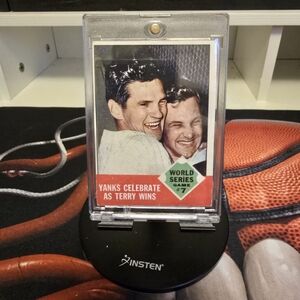 WORLD
SERIES
GAME
#7
YANKS CELEBRATE
AS TERRY WINS
INSTEN